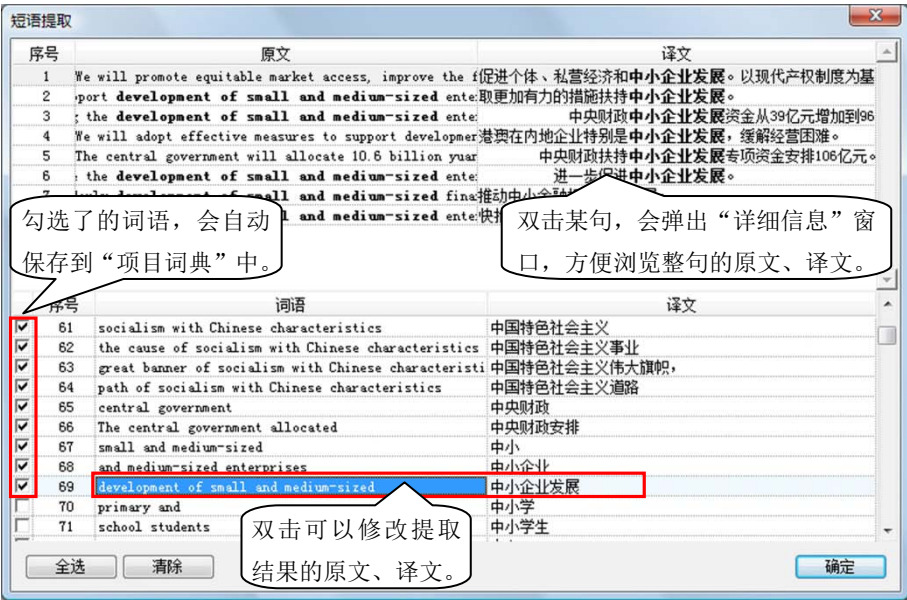 短语提取
序号 原文 译文
1 We will promote equitable market access, improve the f 促进个体、私营经济和中小企业发展。以现代产权制度为基
2 port development of small and medium-sized ente 取更加有力的措施扶持中小企业发展。
3 ; the development of small and medium-sized ente 中央财政中小企业发展资金从39亿元增加到96
4 We will adopt effective measures to support developmer 港澳在内地企业特别是中小企业发展，缓解经营困难。
5 The central government will allocate 10.6 billion yuan 中央财政扶持中小企业发展专项资金安排106亿元。
6 : the development of small and medium-sized ente 进一步促进中小企业发展。
small and medium-sized fina 推动中小金融
and medium-sized ente
勾选了的词语，会自动
保存到“项目词典”中。
双击某句，会弹出“详细信息”窗
口，方便浏览整句的原文、译文。
序号 词语 译文
61 socialism with Chinese characteristics 中国特色社会主义
62 the cause of socialism with Chinese characteristics 中国特色社会主义事业
63 great banner of socialism with Chinese characteristi 中国特色社会主义伟大旗帜，
64 path of socialism with Chinese characteristics 中国特色社会主义道路
65 central government 中央财政
66 The central government allocated 中央财政安排
67 small and medium-sized 中小
68 and medium-sized enterprises 中小企业
69 development of small and medium-sized 中小企业发展
70 primary and 中小学
71 school students 中小学生
双击可以修改提取
结果的原文、译文。
全选 清除 确定